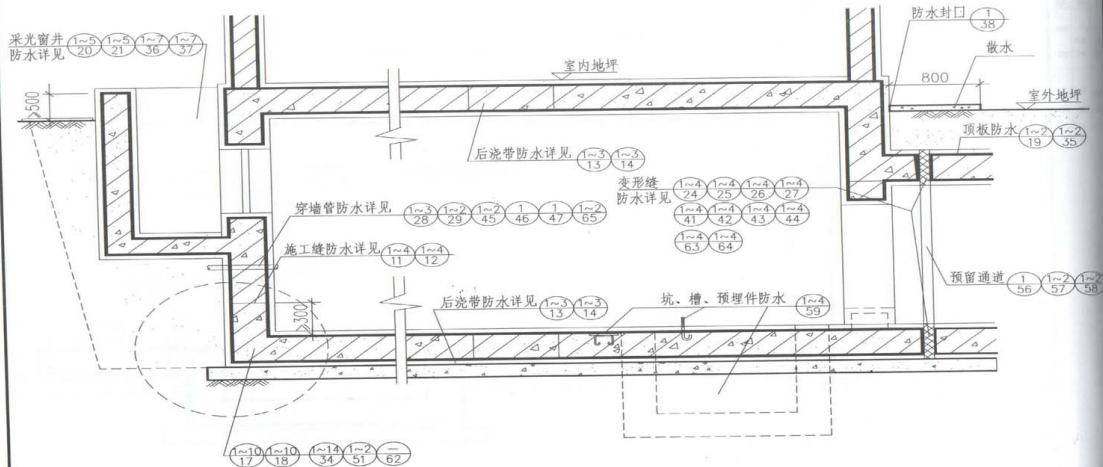 防水封口 1/38
采光窗井 1~5/20 1~5/21 1~7/36 1~7/37
防水详见
散水
室内地坪
800
≥500
室外地坪
顶板防水 1~2/19 1~2/35
后浇带防水详见 1~3/13 1~3/14
变形缝 1~4/24 1~4/25 1~4/26 1~4/27
防水详见
1~4/41 1~4/42 1~4/43 1~4/44
1~4/63 1~4/64
穿墙管防水详见 1~3/28 1~2/29 1~2/45 1/46 1/47 1~2/65
施工缝防水详见 1~4/11 1~4/12
预留通道 1/56 1~2/57 1~2/58
≥300
后浇带防水详见 1~3/13 1~3/14
坑、槽、预埋件防水 1~4/59
1~10/17 1~10/18 1~14/34 1~2/51 —/62